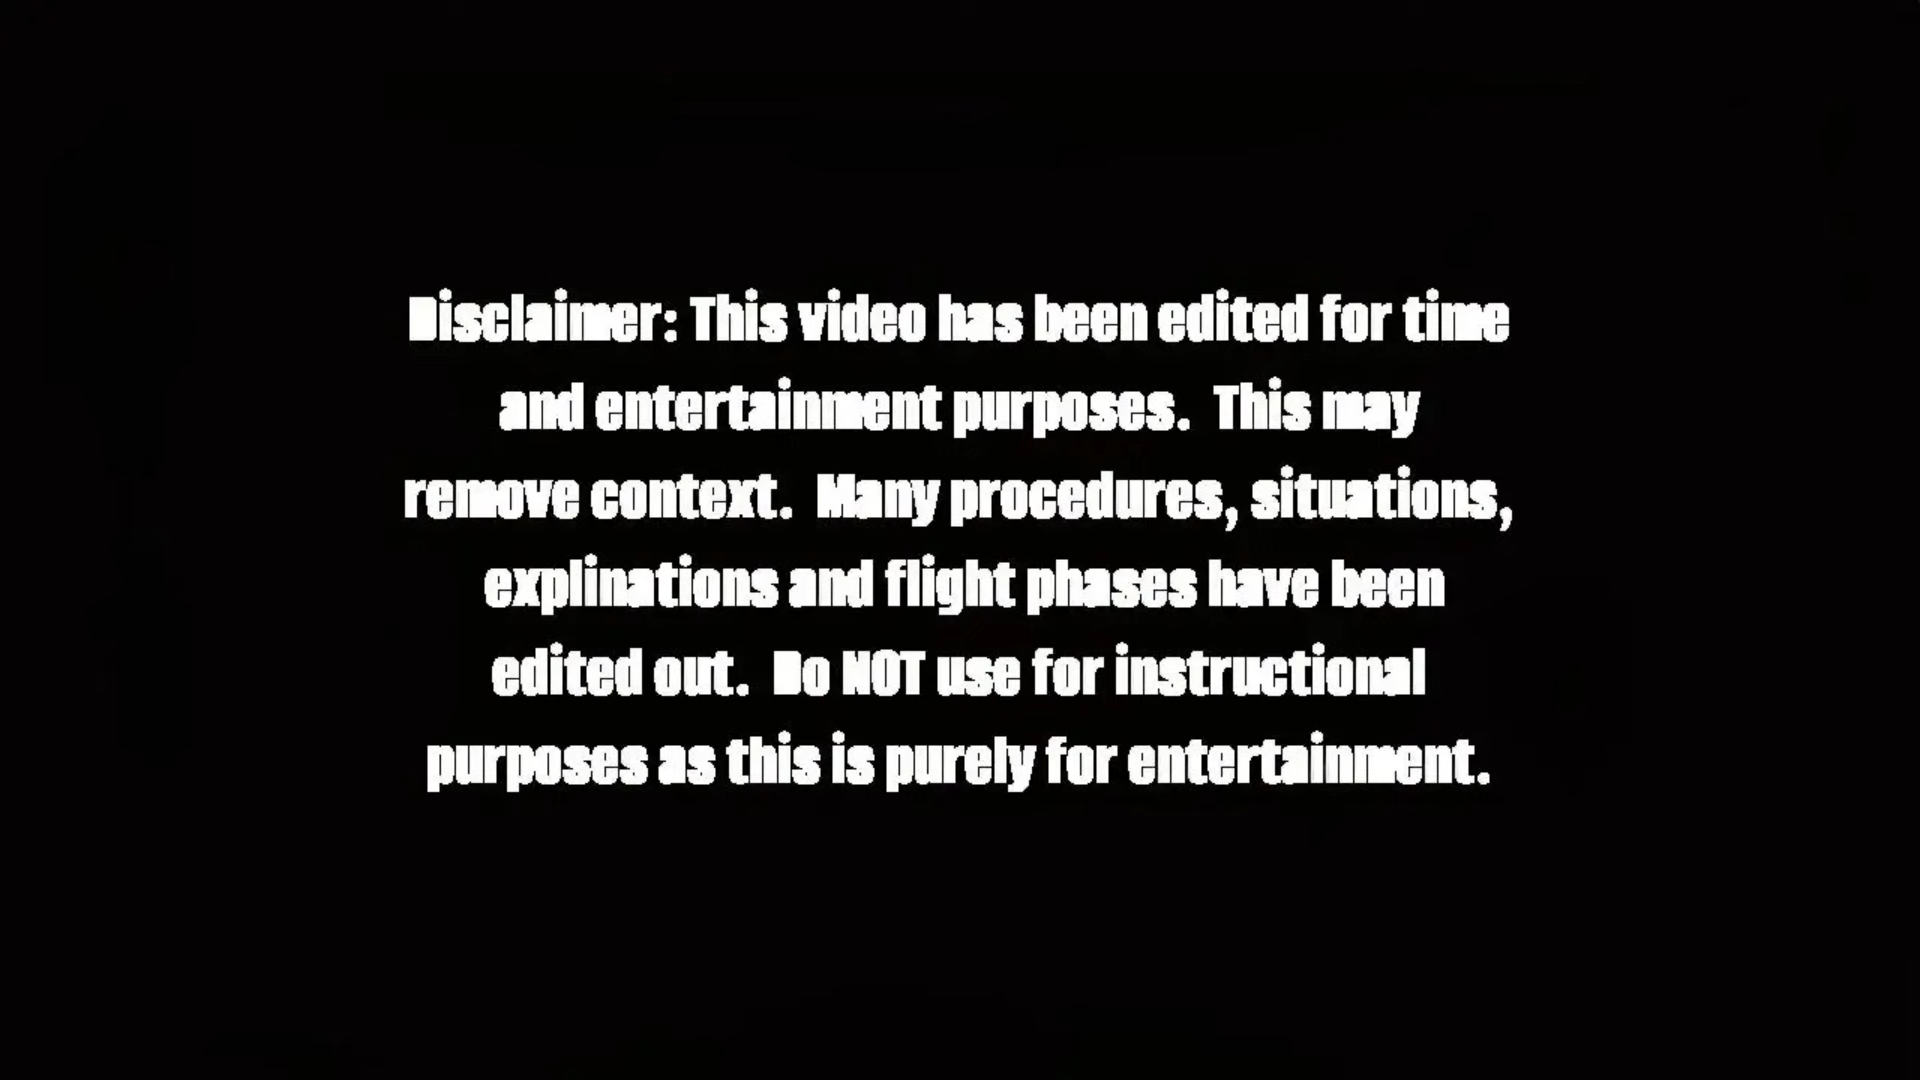 Disclaimer: This video has been edited for time
and entertainment purposes.  This may
remove context.  Many procedures, situations,
explinations and flight phases have been
edited out.  Do NOT use for instructional
purposes as this is purely for entertainment.